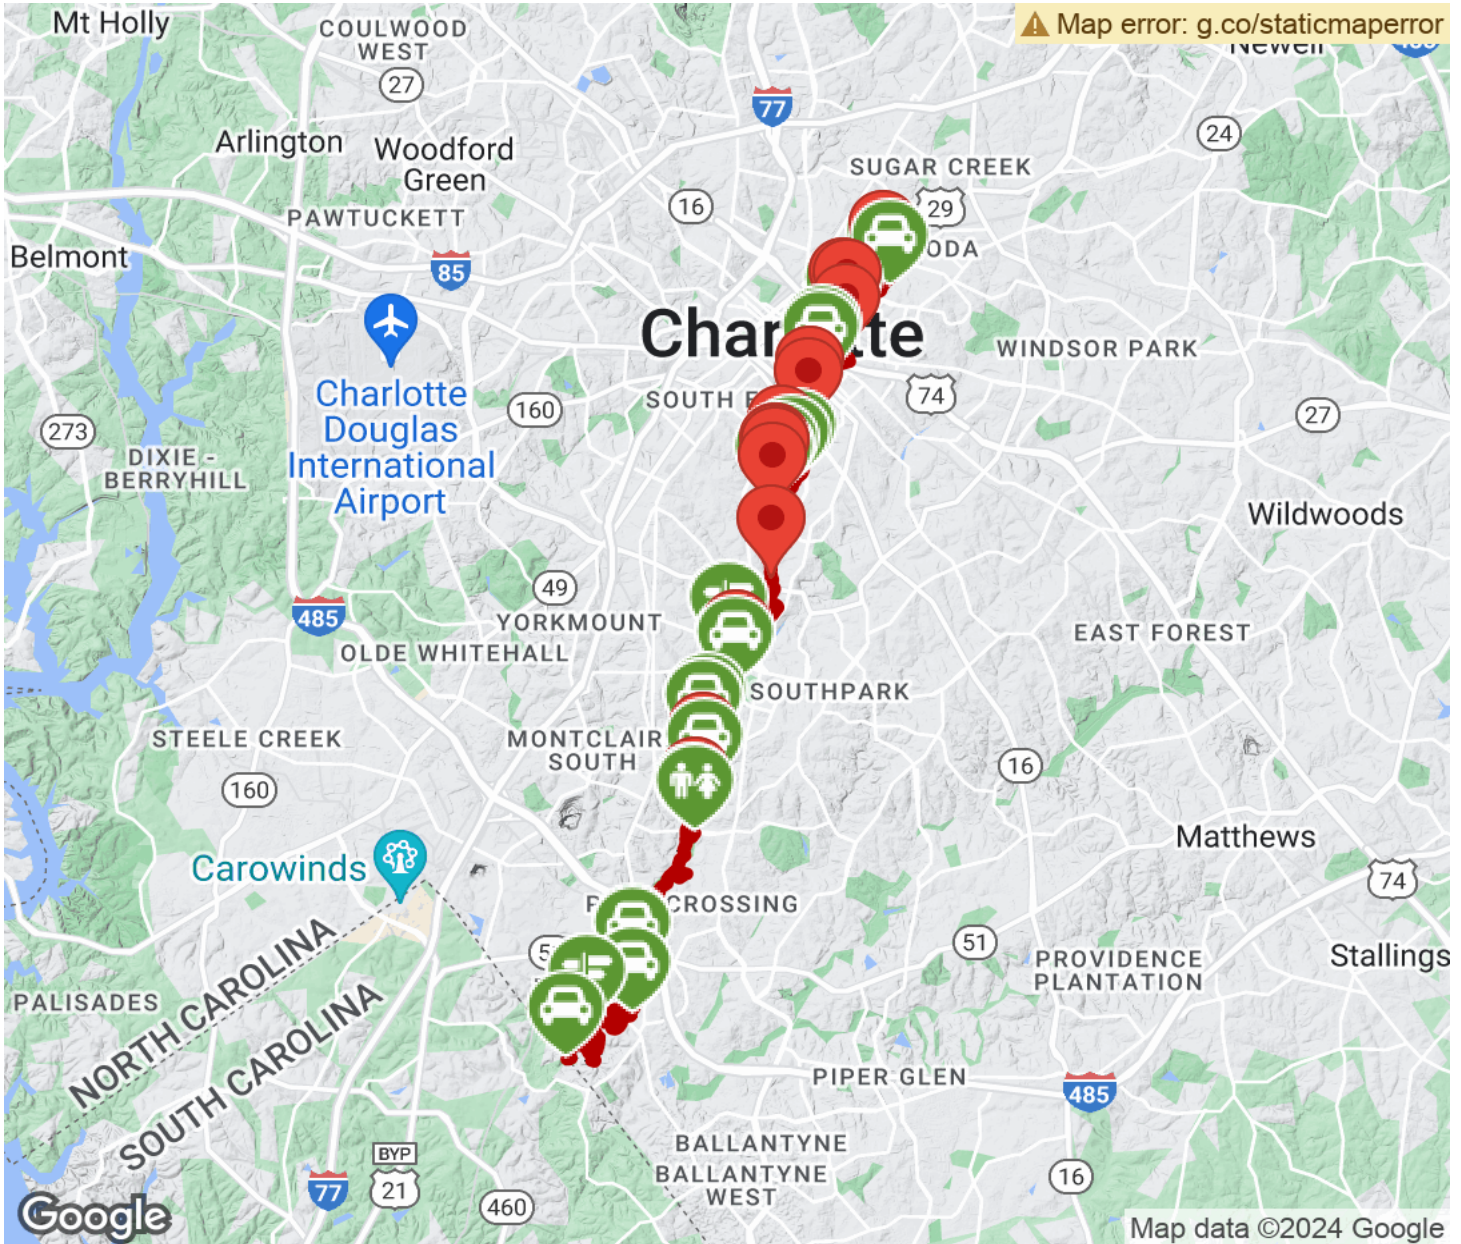 Mt Holly
COULWOOD
WEST
27
77
Map error: g.co/staticmaperror
Newell
24
Arlington
Woodford
Green
SUGAR CREEK
16
29
PAWTUCKETT
ODA
Belmont
85
Charlotte
WINDSOR PARK
Charlotte
Douglas
International
Airport
160
SOUTH E
74
27
273
DIXIE -
BERRYHILL
Wildwoods
49
485
YORKMOUNT
EAST FOREST
OLDE WHITEHALL
SOUTHPARK
STEELE CREEK
MONTCLAIR
SOUTH
16
160
Matthews
Carowinds
74
CROSSING
51
5
PROVIDENCE
PLANTATION
Stallings
PALISADES
NORTH CAROLINA
SOUTH CAROLINA
PIPER GLEN
485
BALLANTYNE
BALLANTYNE
WEST
BYP
21
77
460
16
Google
Map data ©2024 Google